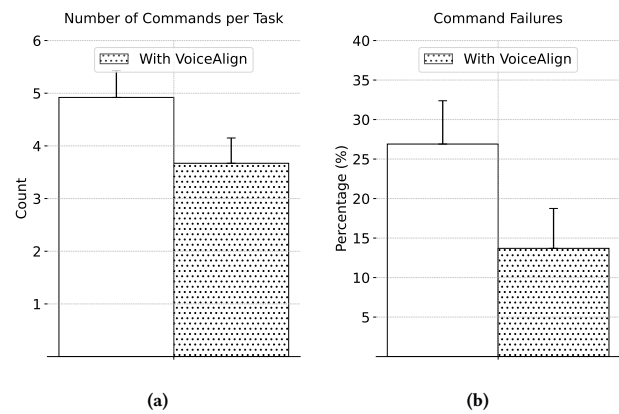 Number of Commands per Task
6
5
4
3
2
1
Count
With VoiceAlign
(a)
Command Failures
40
35
30
25
20
15
10
5
Percentage (%)
With VoiceAlign
(b)